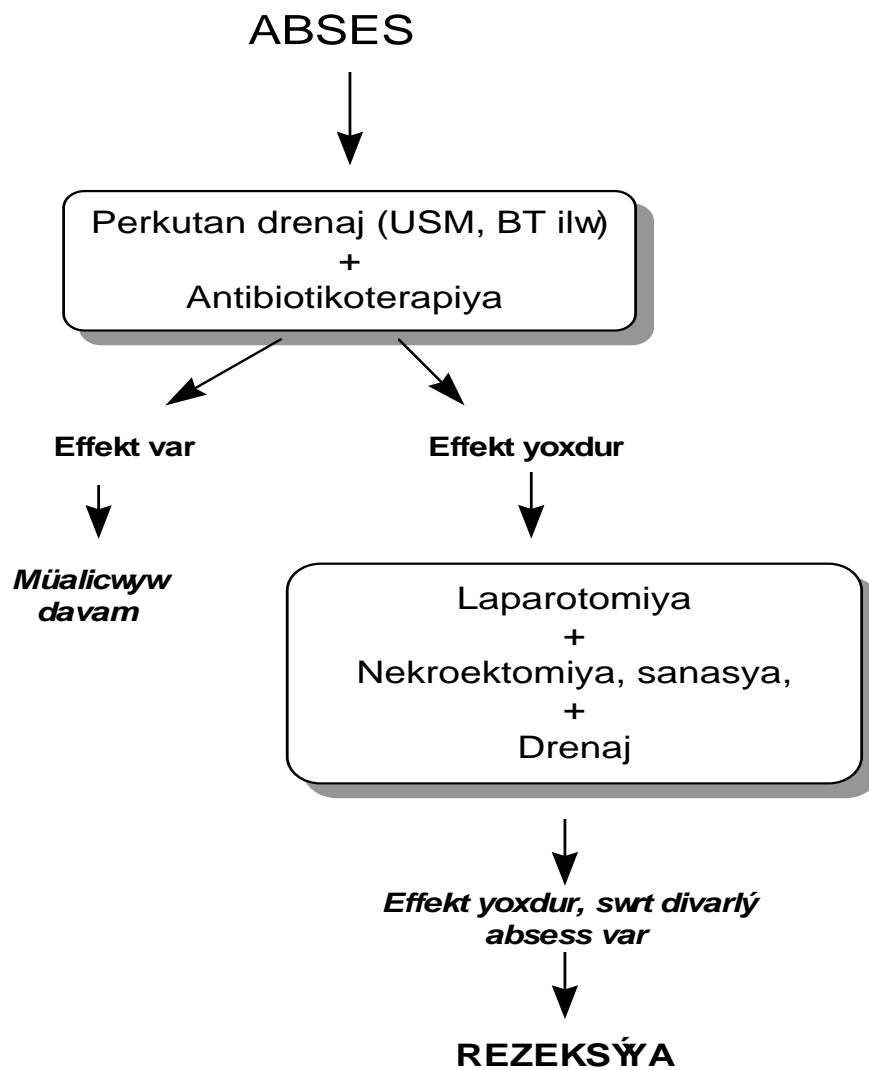 ABSES
Perkutan drenaj (USM, BT ilw)
+
Antibiotikoterapiya
Effekt var
Effekt yoxdur
Müalicwyw
davam
Laparotomiya
+
Nekroektomiya, sanasya,
+
Drenaj
Effekt yoxdur, swrt divarlý
absess var
REZEKSÝYA